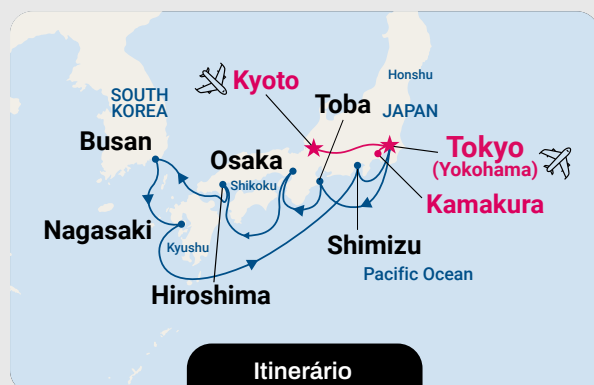 Kyoto
Honshu
SOUTH
KOREA
Toba
JAPAN
Busan
Osaka
Tokyo
(Yokohama)
Shikoku
Kamakura
Nagasaki
Kyushu
Shimizu
Pacific Ocean
Hiroshima
Itinerário